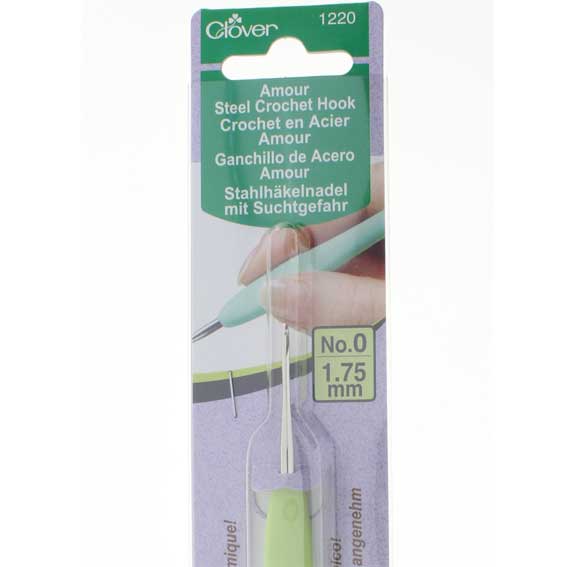 Clover 1220
Amour
Steel Crochet Hook
Crochet en Acier
Amour
Ganchillo de Acero
Amour
Stahlhäkelnadel
mit Suchtgefahr
No.0
1.75
mm
angenehm